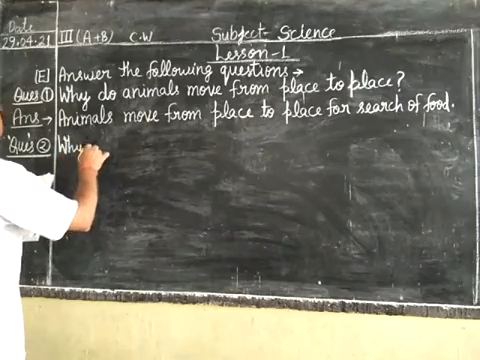 Date
29.04.21 III (A+B) C.W Subject- Science
Lesson-1
[E] Answer the following questions →
Ques ① Why do animals move from place to place?
Ans → Animals move from place to place for search of food.
Ques ② Why